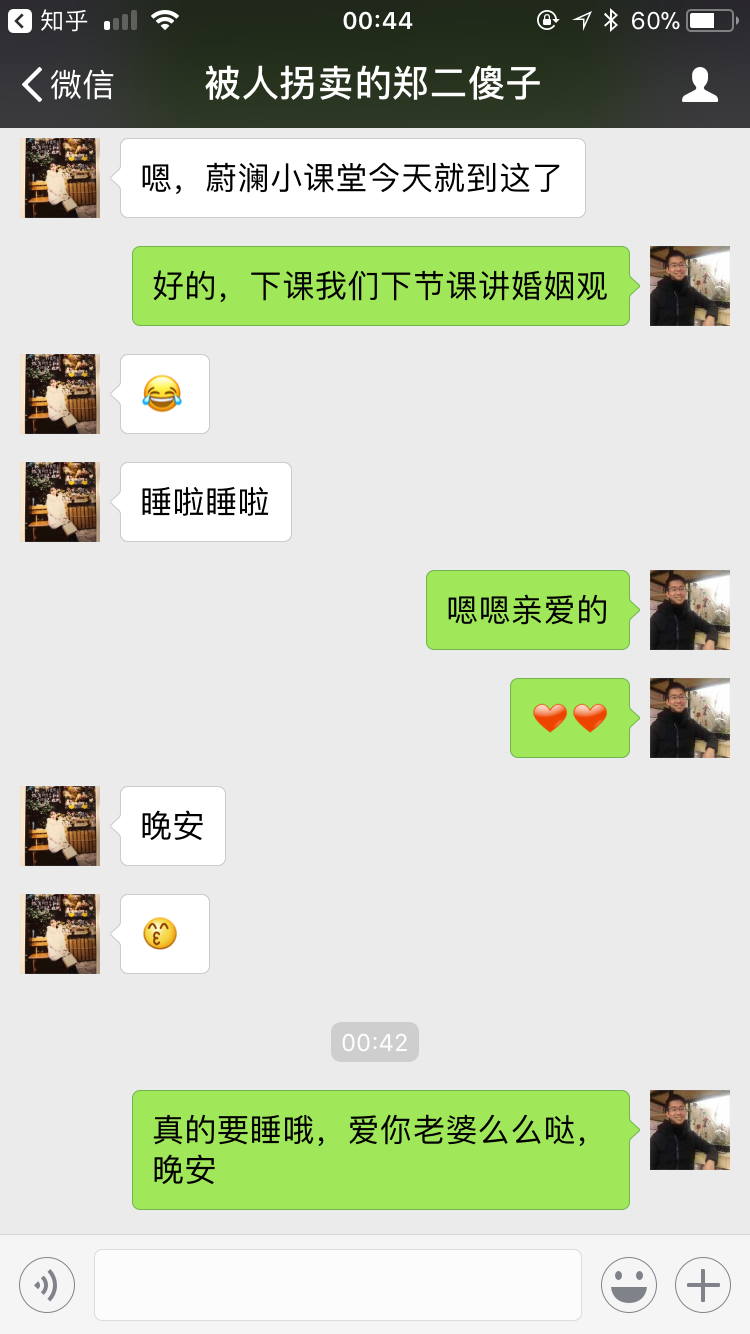 知乎
00:44
60%
微信
被人拐卖的郑二傻子
嗯，蔚澜小课堂今天就到这了
好的，下课我们下节课讲婚姻观
😂
睡啦睡啦
嗯嗯亲爱的
❤❤
晚安
😙
00:42
真的要睡哦，爱你老婆么么哒，
晚安